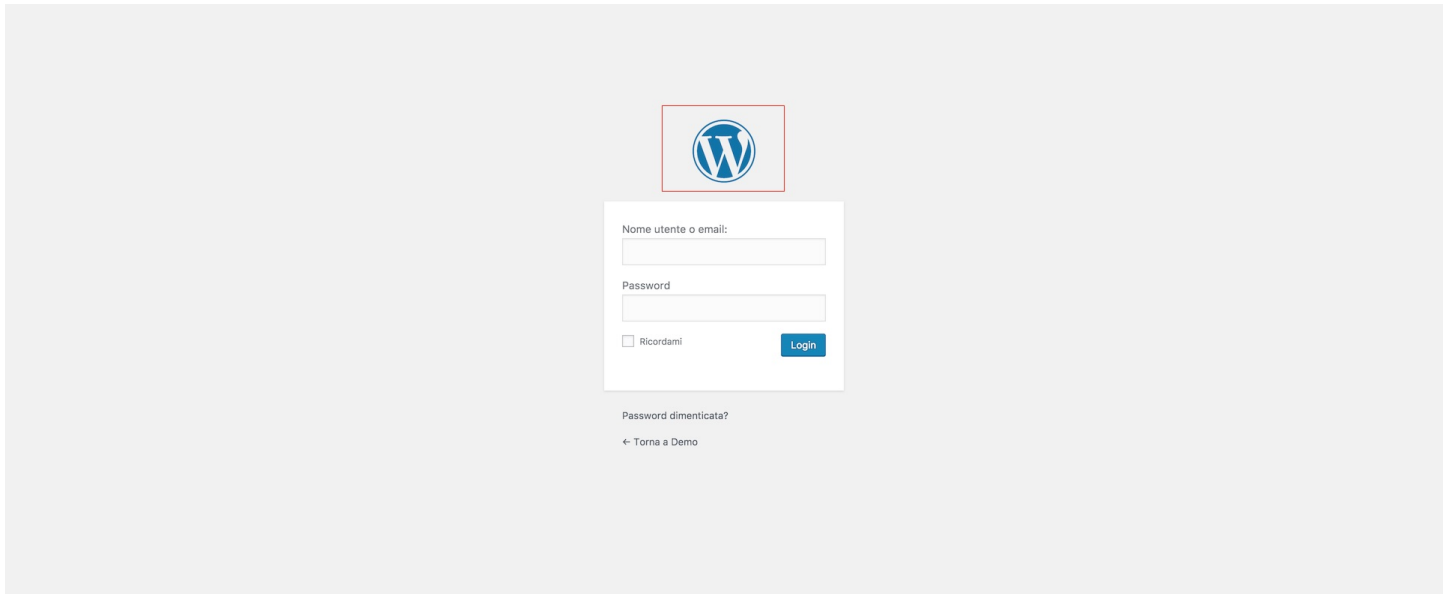 Nome utente o email:
Password
Ricordami
Login
Password dimenticata?
← Torna a Demo